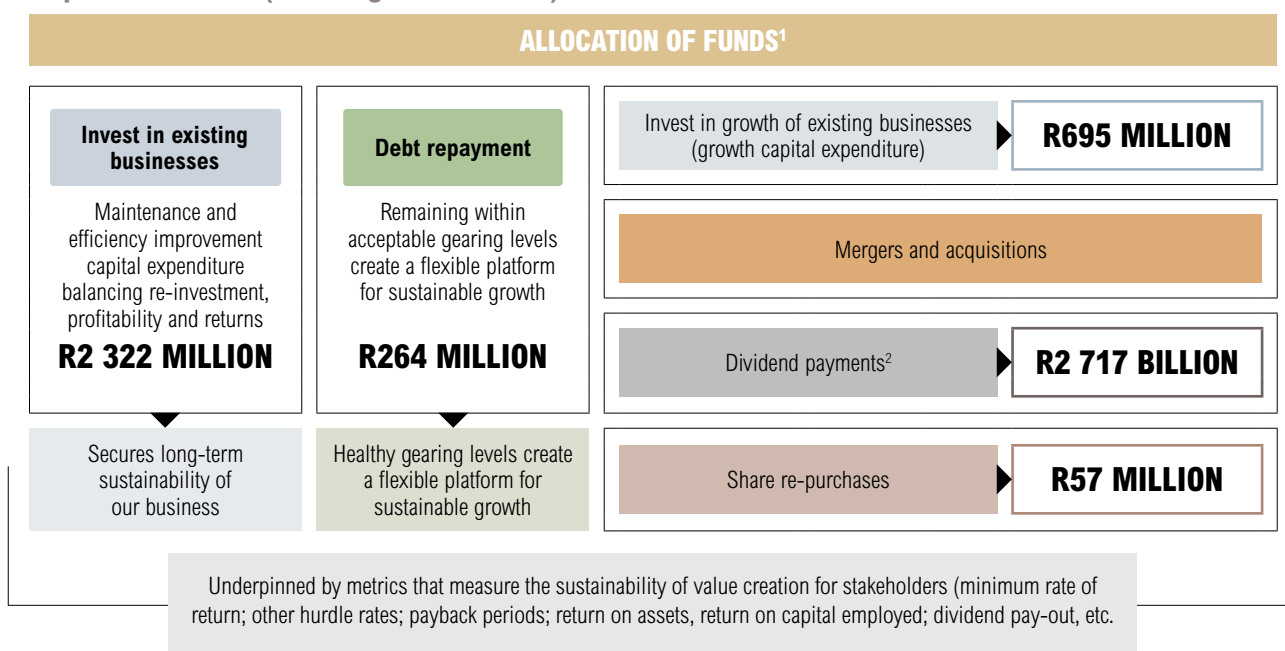 ALLOCATION OF FUNDS¹
Invest in existing
businesses
Maintenance and
efficiency improvement
capital expenditure
balancing re-investment,
profitability and returns
R2 322 MILLION
Secures long-term
sustainability of
our business
Debt repayment
Remaining within
acceptable gearing levels
create a flexible platform
for sustainable growth
R264 MILLION
Healthy gearing levels create
a flexible platform for
sustainable growth
Invest in growth of existing businesses
(growth capital expenditure)
R695 MILLION
Mergers and acquisitions
Dividend payments²
R2 717 BILLION
Share re-purchases
R57 MILLION
Underpinned by metrics that measure the sustainability of value creation for stakeholders (minimum rate of
return; other hurdle rates; payback periods; return on assets, return on capital employed; dividend pay-out, etc.